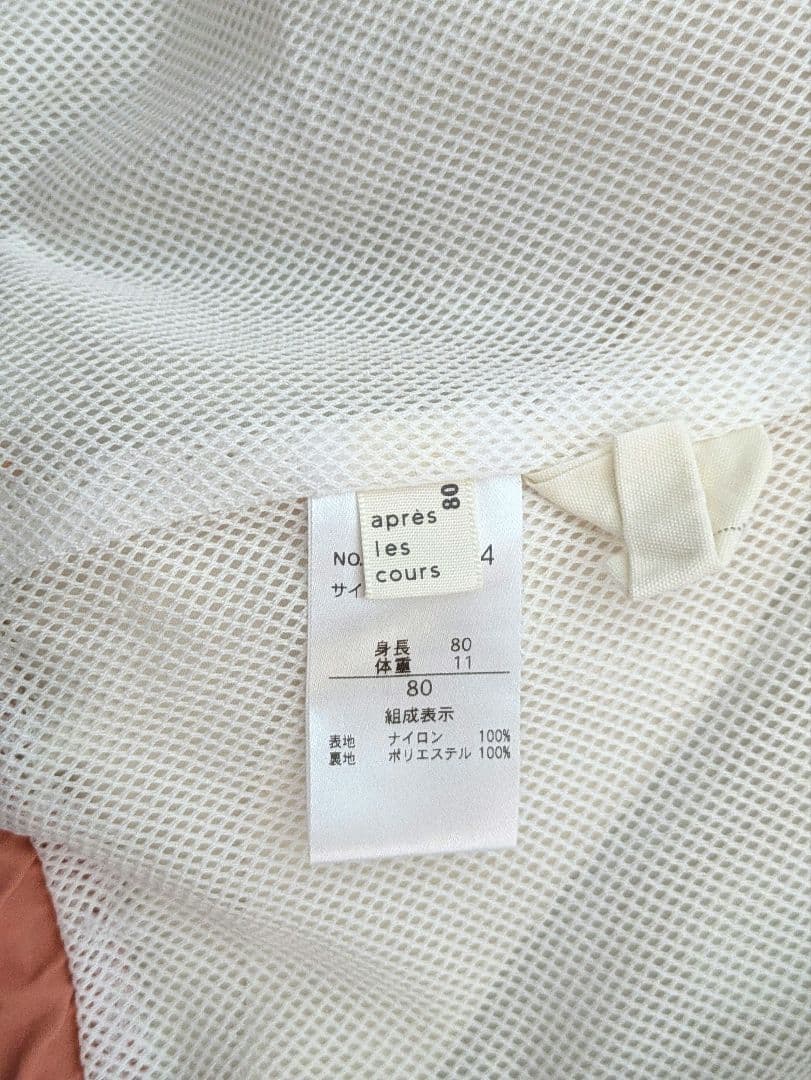 80
après
les
cours
NO. 4
サイ
身長 80
体重 11
80
組成表示
表地 ナイロン 100%
裏地 ポリエステル 100%